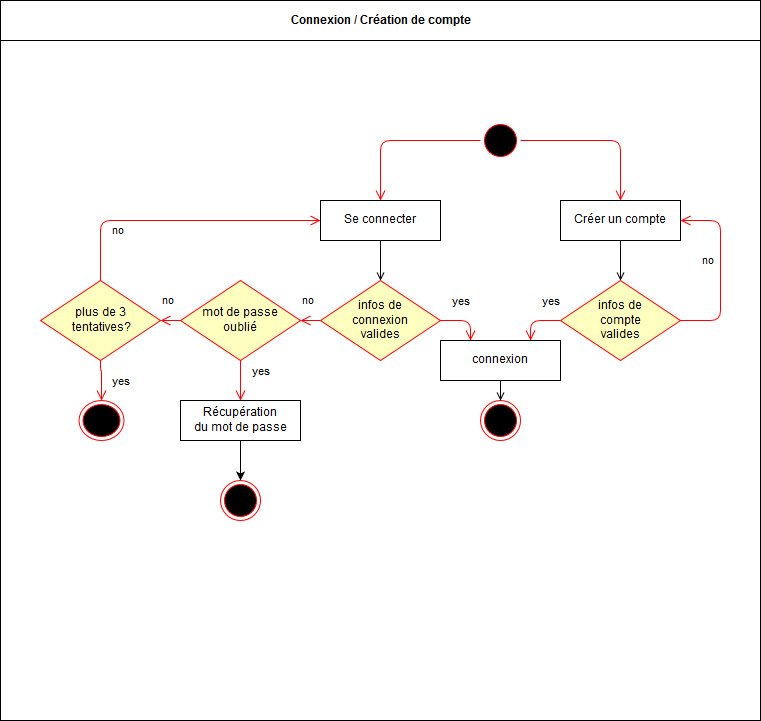 Connexion / Création de compte
Se connecter
Créer un compte
no
no
plus de 3
tentatives?
no
mot de passe
oublié
no
infos de
connexion
valides
yes
yes
infos de
compte
valides
connexion
yes
yes
Récupération
du mot de passe